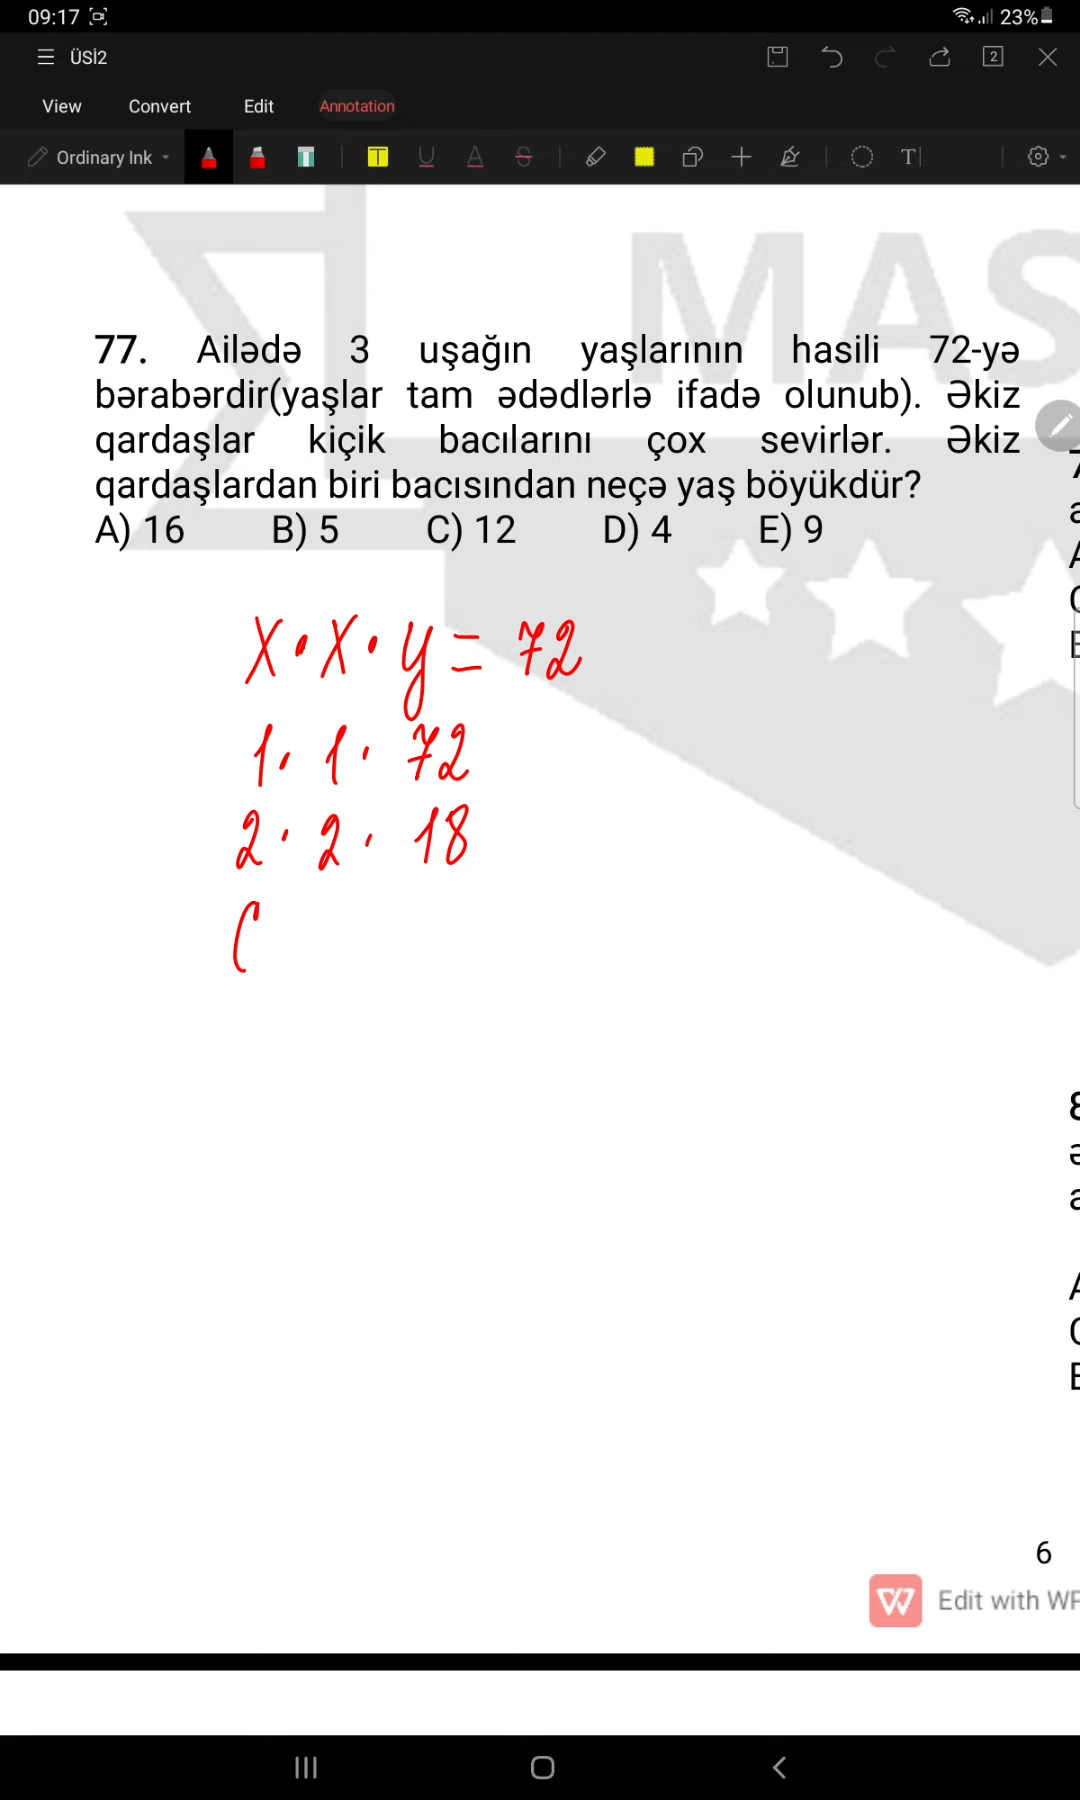 09:17 23%
ÜSİ2 2
View Convert Edit Annotation
Ordinary Ink T U A S T
MAS
77. Ailədə 3 uşağın yaşlarının hasili 72-yə
bərabərdir(yaşlar tam ədədlərlə ifadə olunub). Əkiz
qardaşlar kiçik bacılarını çox sevirlər. Əkiz
qardaşlardan biri bacısından neçə yaş böyükdür?
A) 16 B) 5 C) 12 D) 4 E) 9
X · X · y = 72
1 · 1 · 72
2 · 2 · 18
(
6
Edit with WP